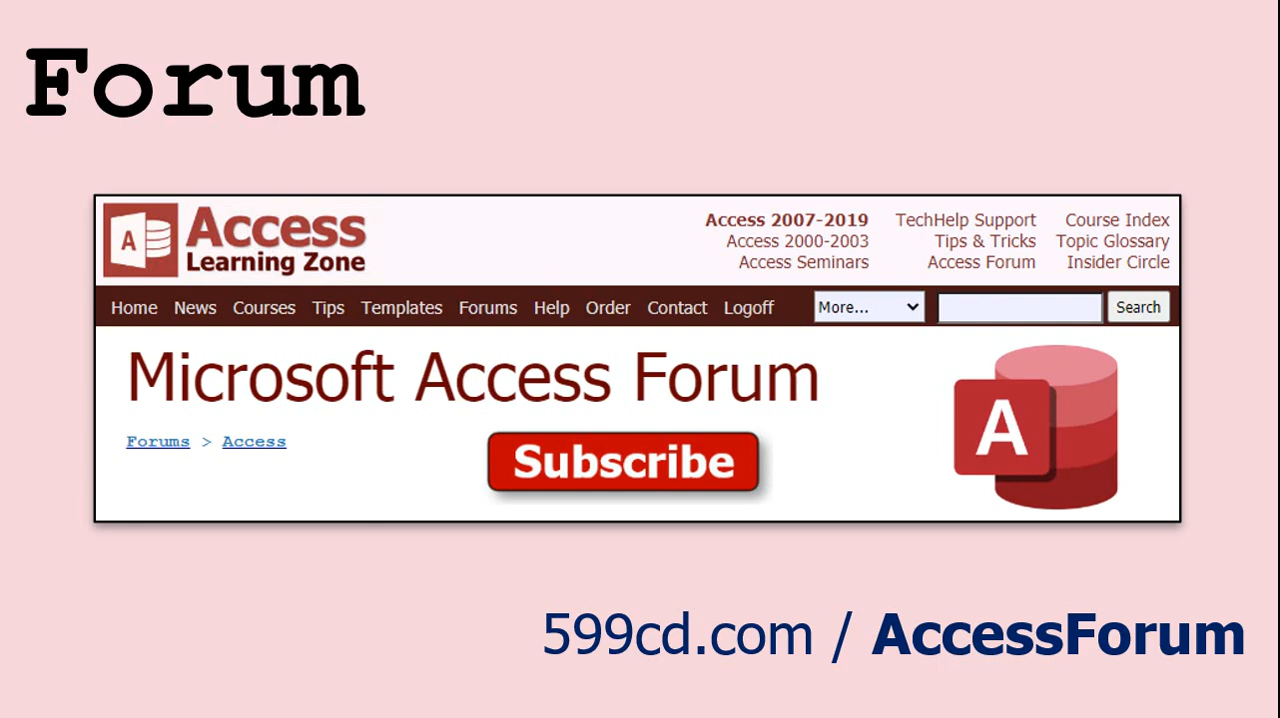 Forum
A
Access
Learning Zone
Access 2007-2019 TechHelp Support Course Index
Access 2000-2003 Tips & Tricks Topic Glossary
Access Seminars Access Forum Insider Circle
Home News Courses Tips Templates Forums Help Order Contact Logoff More... Search
Microsoft Access Forum
Forums > Access
Subscribe
A
599cd.com / AccessForum